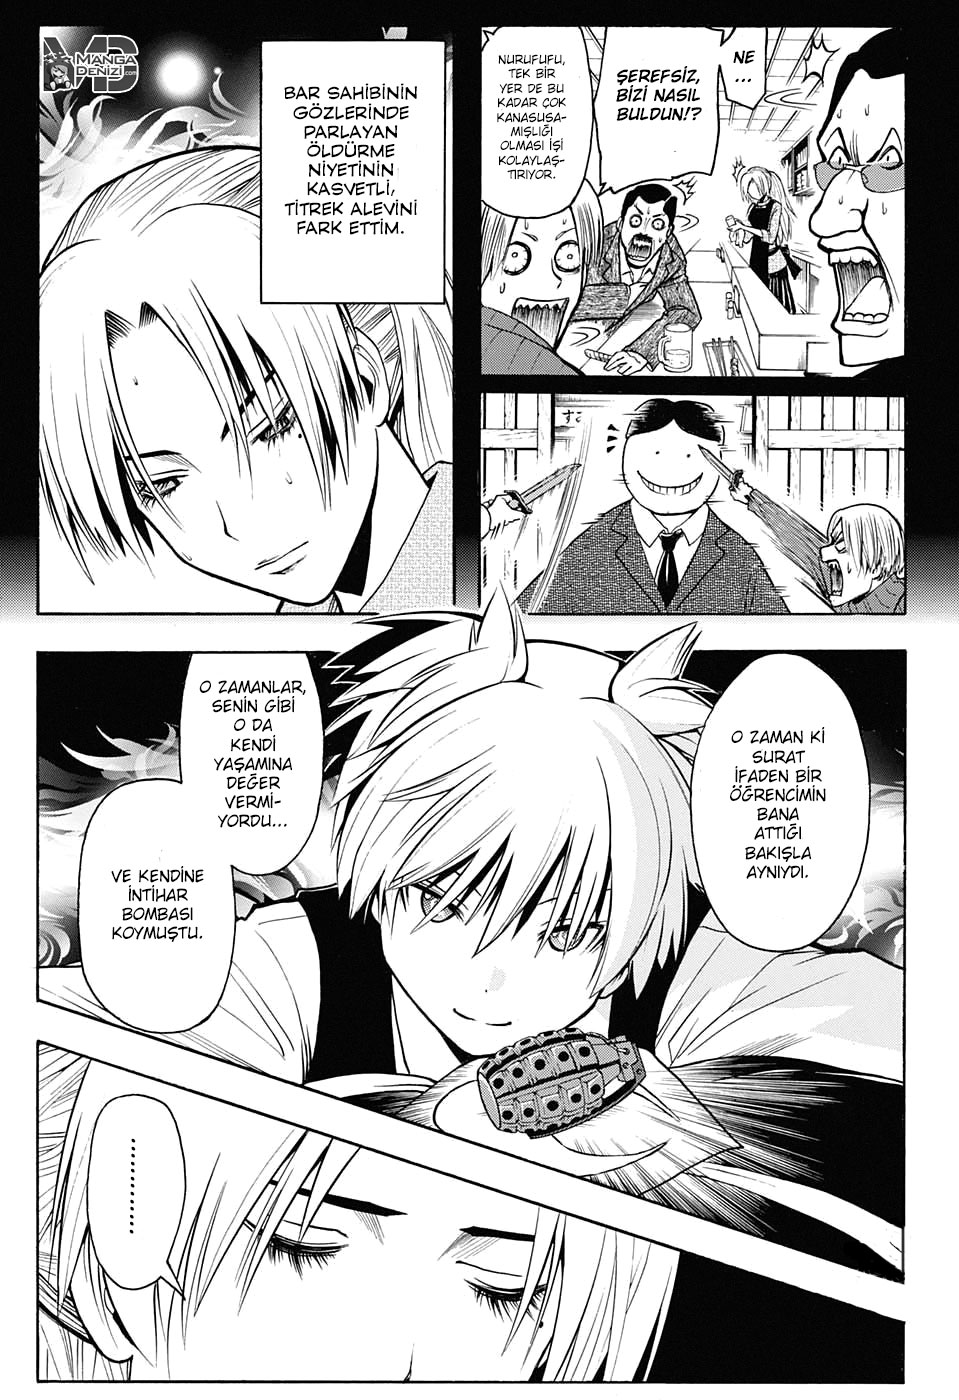 MB
MANGA
DENİZİ.com
BAR SAHİBİNİN
GÖZLERİNDE
PARLAYAN
ÖLDÜRME
NİYETİNİN
KASVETLİ,
TİTREK ALEVİNİ
FARK ETTİM.
NE
...
ŞEREFSİZ,
BİZİ NASIL
BULDUN!?
NURUFUFU,
TEK BİR
YER DE BU
KADAR ÇOK
KANASUSA-
MIŞLIĞI
OLMASI İŞİ
KOLAYLAŞ-
TIRIYOR.
O ZAMAN Kİ
SURAT
İFADEN BİR
ÖĞRENCİMİN
BANA
ATTIĞI
BAKIŞLA
AYNIYDI.
O ZAMANLAR,
SENİN GİBİ
O DA
KENDİ
YAŞAMINA
DEĞER
VERMİ-
YORDU...
VE KENDİNE
İNTİHAR
BOMBASI
KOYMUŞTU.
..........